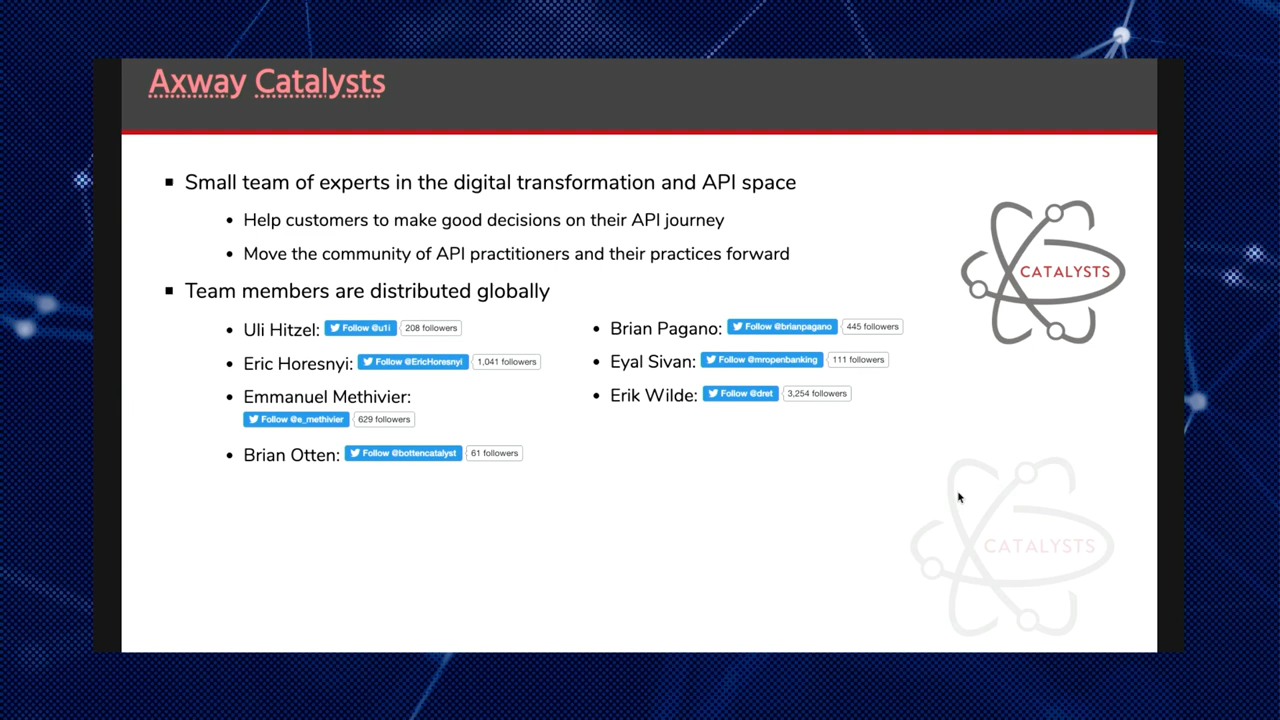 Axway Catalysts
Small team of experts in the digital transformation and API space
Help customers to make good decisions on their API journey
Move the community of API practitioners and their practices forward
Team members are distributed globally
Uli Hitzel: Follow @u1i 208 followers
Eric Horesnyi: Follow @EricHoresnyi 1,041 followers
Emmanuel Methivier:
Follow @e_methivier 629 followers
Brian Otten: Follow @bottencatalyst 61 followers
Brian Pagano: Follow @brianpagano 445 followers
Eyal Sivan: Follow @mropenbanking 111 followers
Erik Wilde: Follow @dret 3,254 followers
CATALYSTS
CATALYSTS